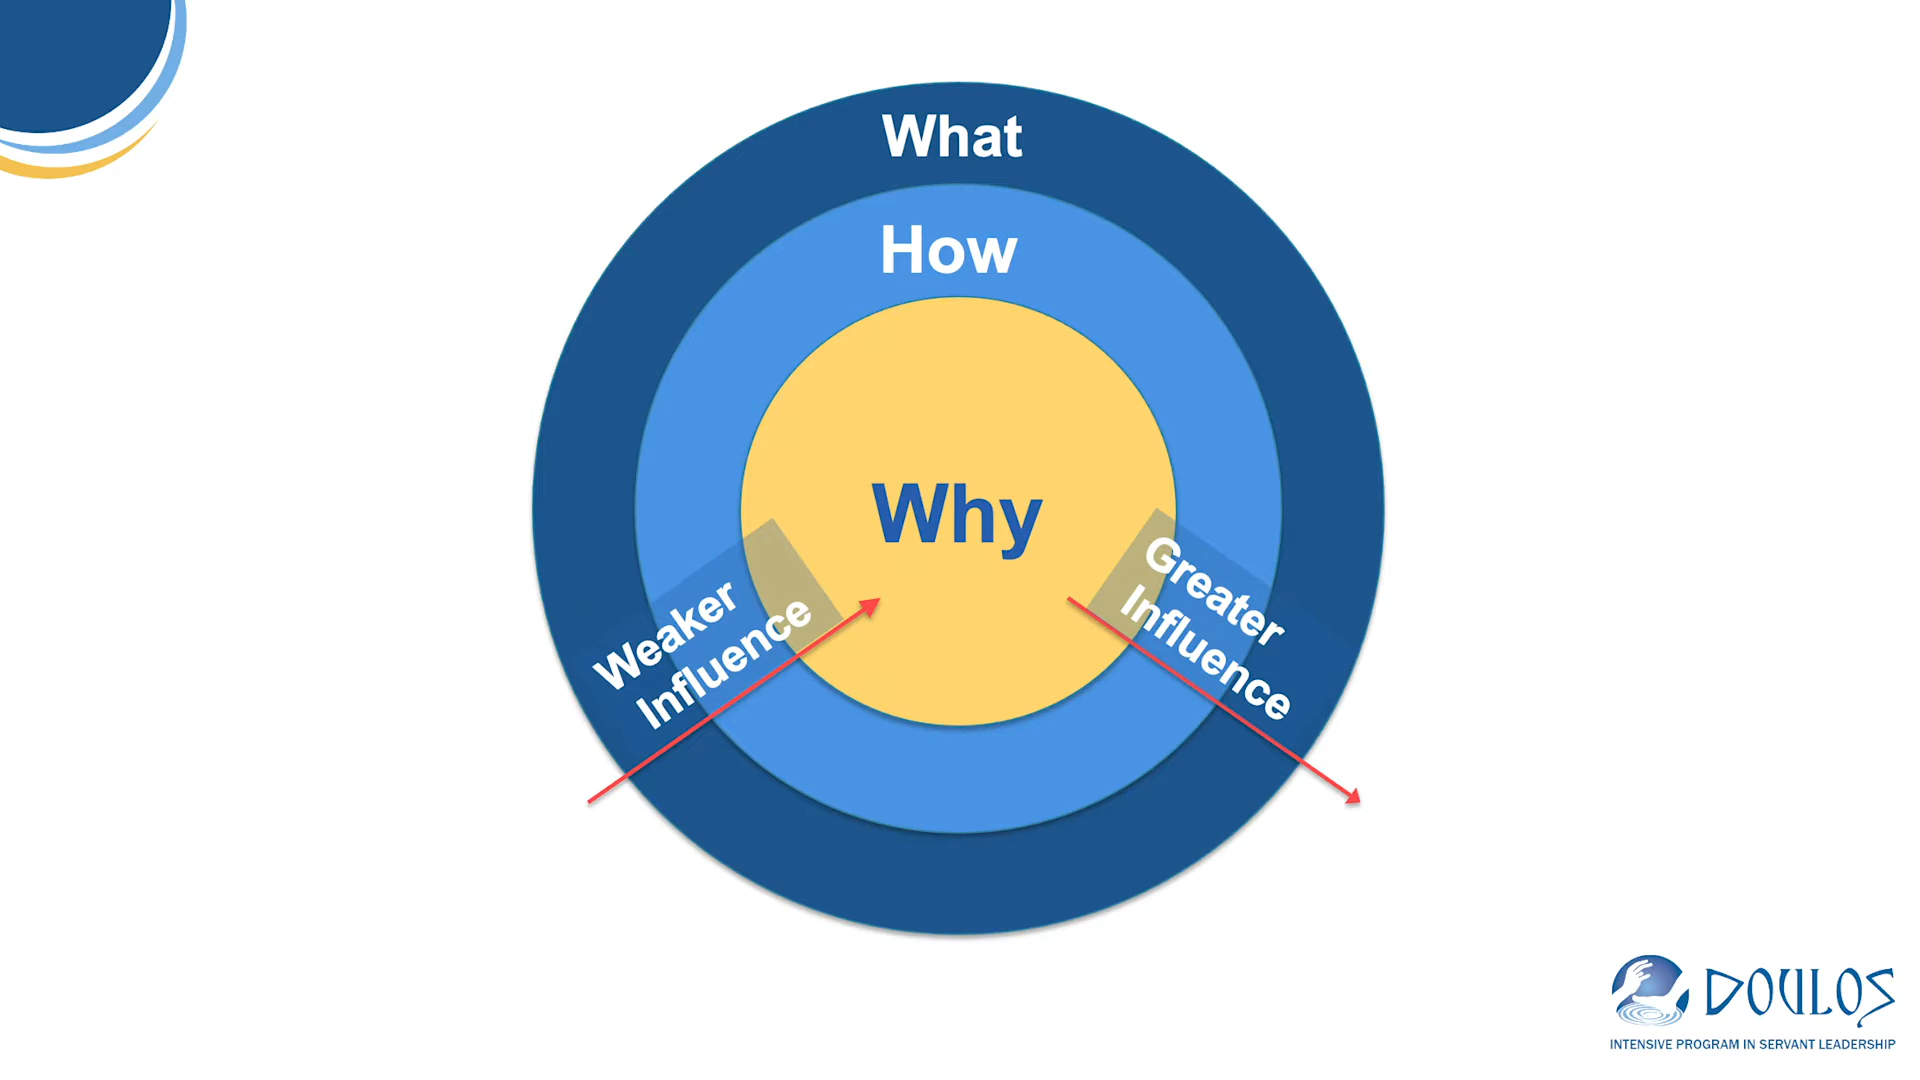 What
How
Why
Weaker
Influence
Greater
Influence
DOULOS
INTENSIVE PROGRAM IN SERVANT LEADERSHIP